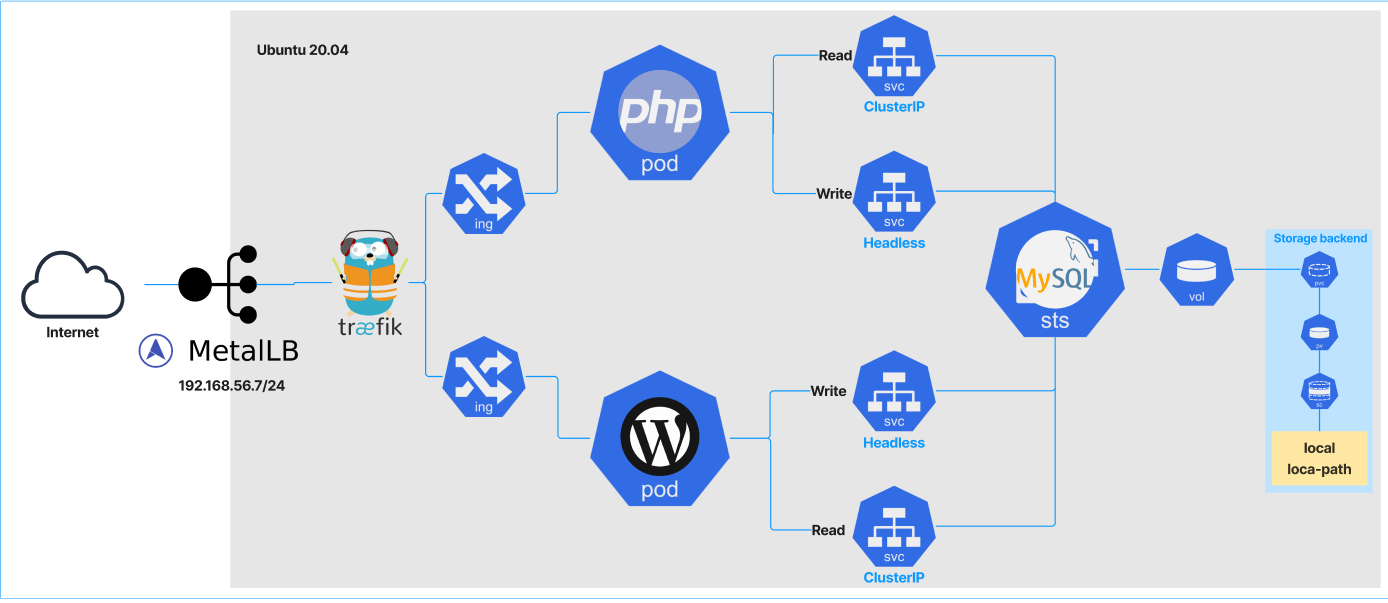 Ubuntu 20.04
Internet
MetalLB
192.168.56.7/24
træfik
ing
ing
php
pod
W
pod
Read
svc
ClusterIP
Write
svc
Headless
Write
svc
Headless
Read
svc
ClusterIP
MySQL
sts
vol
Storage backend
pvc
pv
sc
local
loca-path